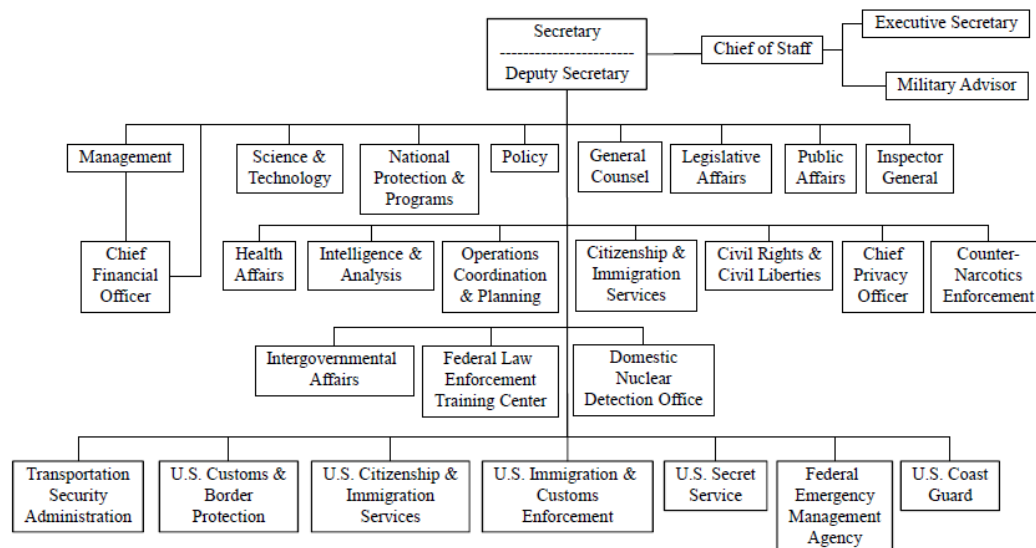 Secretary
-----------------------
Deputy Secretary
Chief of Staff
Executive Secretary
Military Advisor
Management
Science &
Technology
National
Protection &
Programs
Policy
General
Counsel
Legislative
Affairs
Public
Affairs
Inspector
General
Chief
Financial
Officer
Health
Affairs
Intelligence &
Analysis
Operations
Coordination
& Planning
Citizenship &
Immigration
Services
Civil Rights &
Civil Liberties
Chief
Privacy
Officer
Counter-
Narcotics
Enforcement
Intergovernmental
Affairs
Federal Law
Enforcement
Training Center
Domestic
Nuclear
Detection Office
Transportation
Security
Administration
U.S. Customs &
Border
Protection
U.S. Citizenship &
Immigration
Services
U.S. Immigration &
Customs
Enforcement
U.S. Secret
Service
Federal
Emergency
Management
Agency
U.S. Coast
Guard